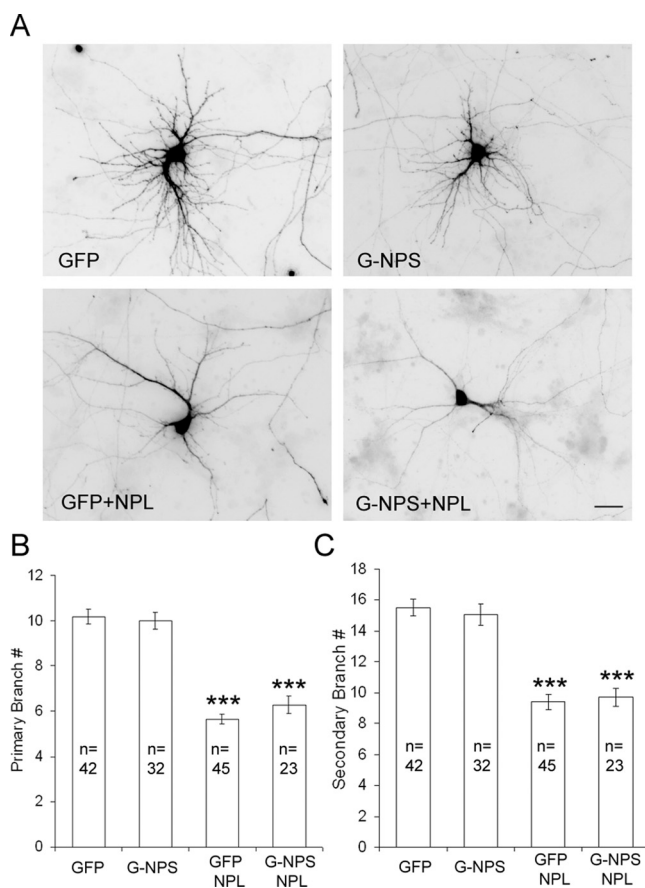 A
GFP
G-NPS
GFP+NPL
G-NPS+NPL
B
12
10
8
6
4
2
0
Primary Branch #
n=
42
n=
32
***
n=
45
***
n=
23
GFP
G-NPS
GFP
NPL
G-NPS
NPL
C
18
16
14
12
10
8
6
4
2
0
Secondary Branch #
n=
42
n=
32
***
n=
45
***
n=
23
GFP
G-NPS
GFP
NPL
G-NPS
NPL